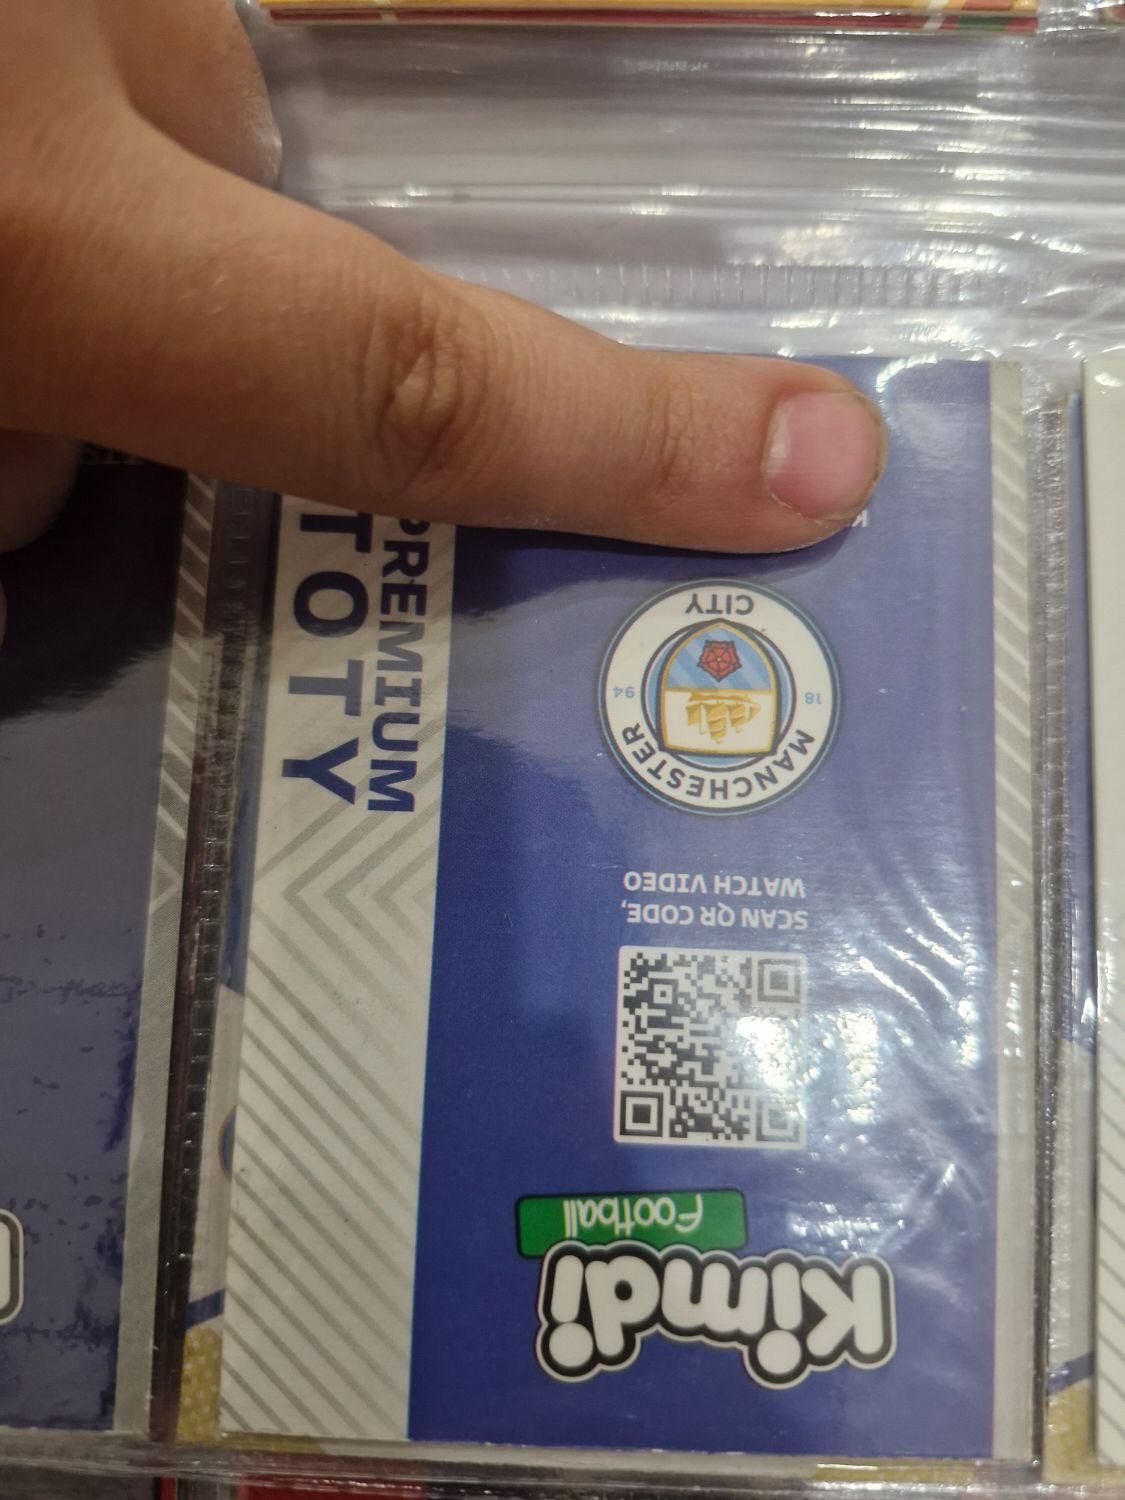 Kimdi
Football
SCAN QR CODE,
WATCH VIDEO
MANCHESTER
CITY
18 94
PREMIUM
TOTY